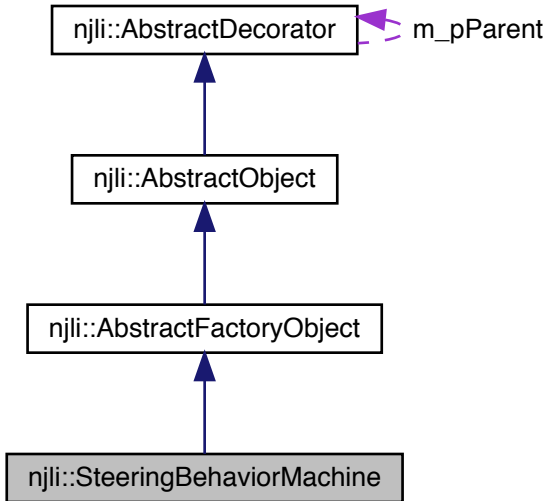 njli::AbstractDecorator
m_pParent
njli::AbstractObject
njli::AbstractFactoryObject
njli::SteeringBehaviorMachine